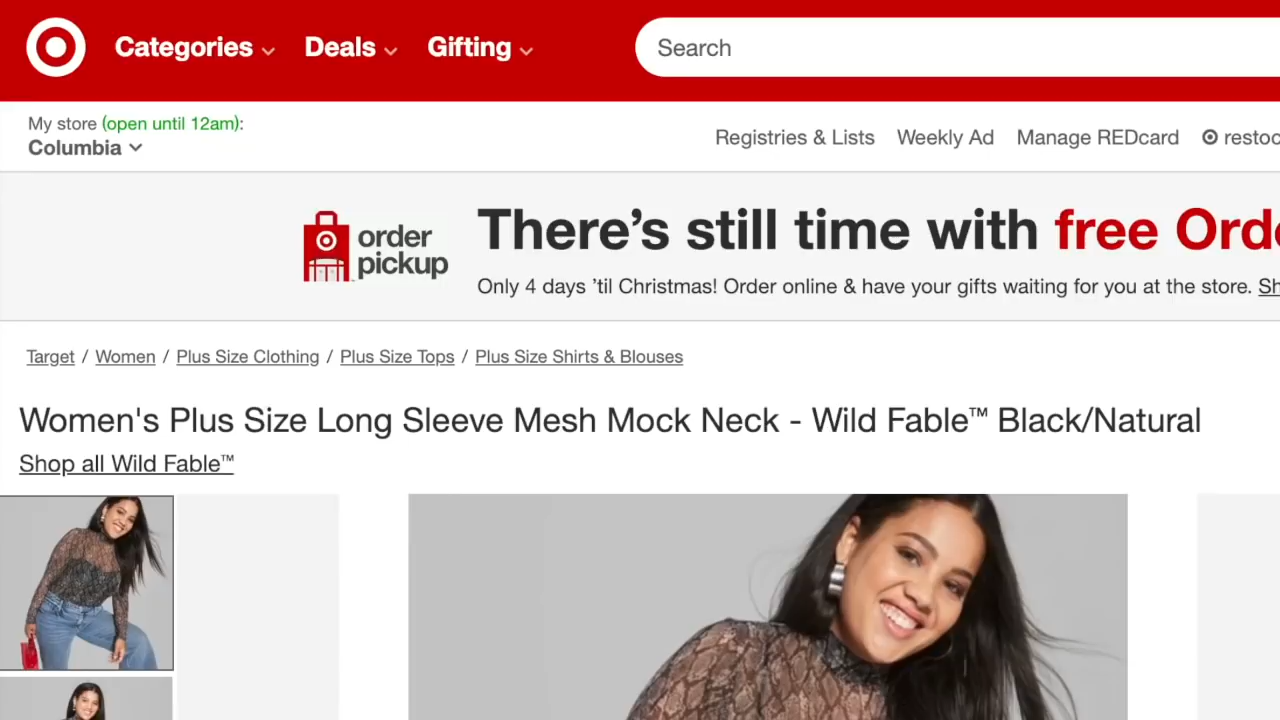 Categories Deals Gifting Search
My store (open until 12am):
Columbia
Registries & Lists Weekly Ad Manage REDcard restoc
order
pickup
There’s still time with free Orde
Only 4 days ’til Christmas! Order online & have your gifts waiting for you at the store. Sh
Target / Women / Plus Size Clothing / Plus Size Tops / Plus Size Shirts & Blouses
Women's Plus Size Long Sleeve Mesh Mock Neck - Wild Fable™ Black/Natural
Shop all Wild Fable™